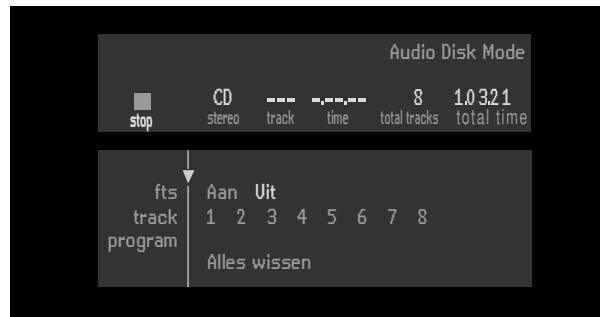 Audio Disk Mode
CD --- -.--.-- 8 1.03.21
stop stereo track time total tracks total time
fts Aan Uit
track 1 2 3 4 5 6 7 8
program
Alles wissen